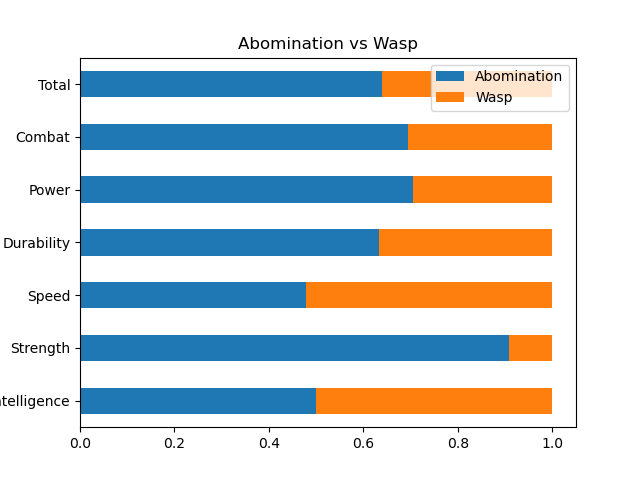 Abomination vs Wasp
Abomination
Wasp
Total
Combat
Power
Durability
Speed
Strength
ntelligence
0.0 0.2 0.4 0.6 0.8 1.0